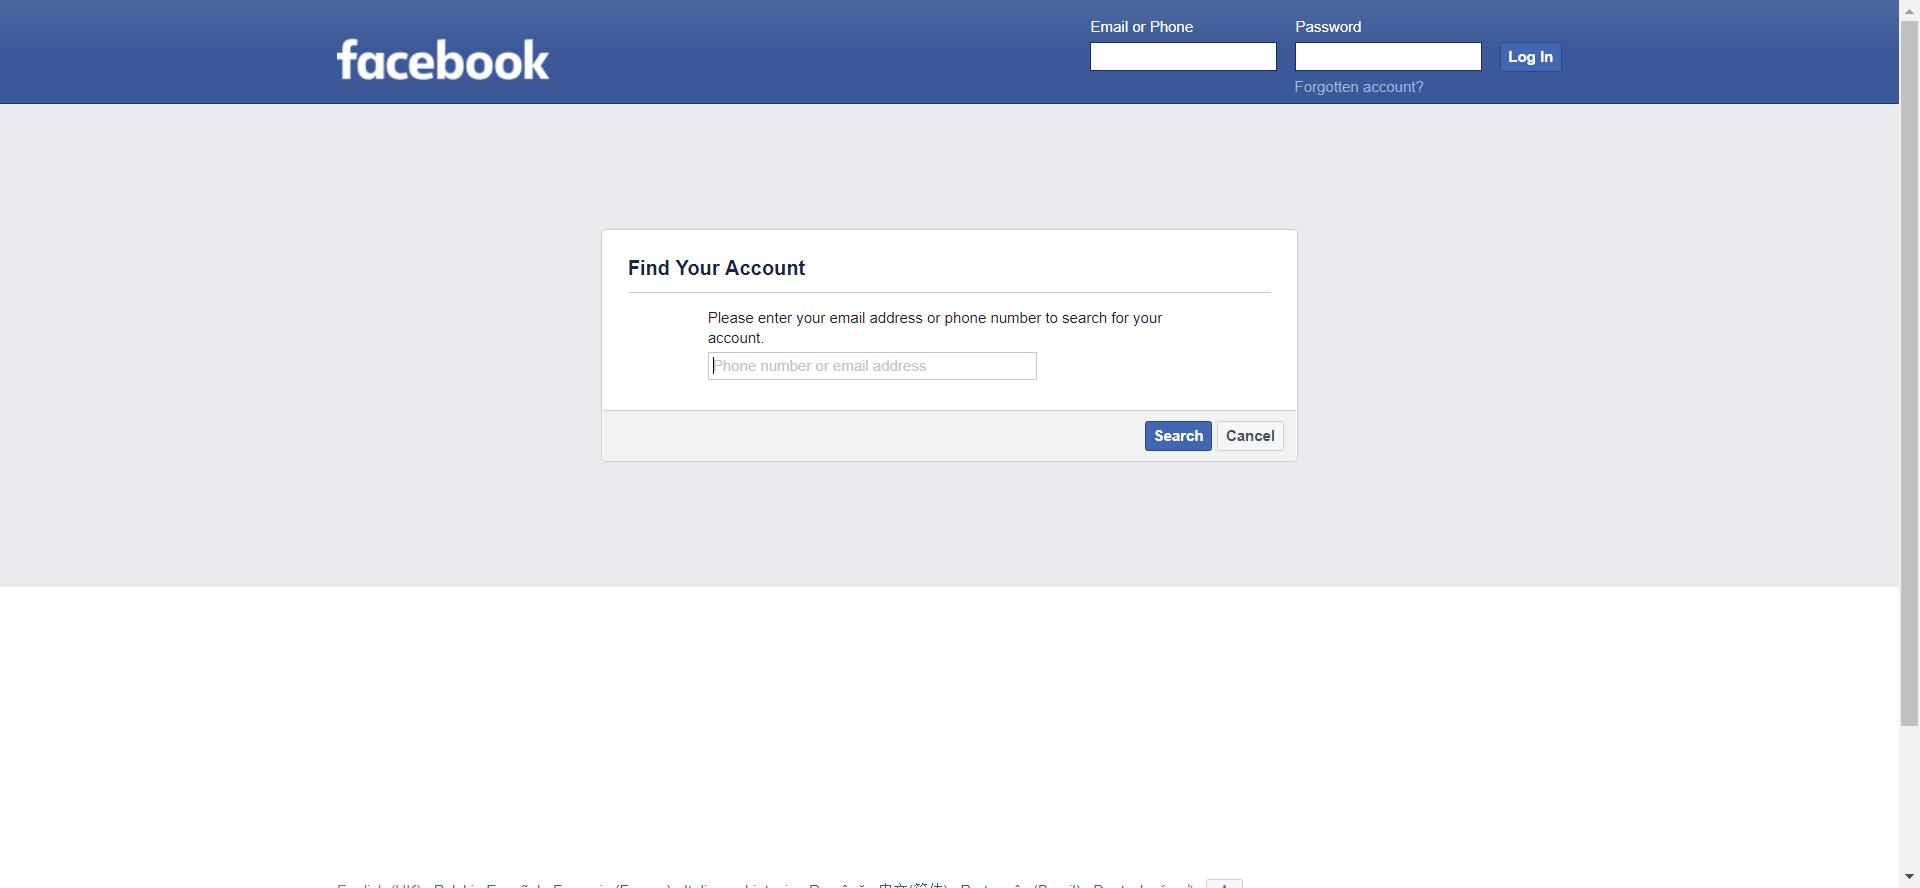 facebook
Email or Phone
Password
Log In
Forgotten account?
Find Your Account
Please enter your email address or phone number to search for your
account.
Phone number or email address
Search
Cancel